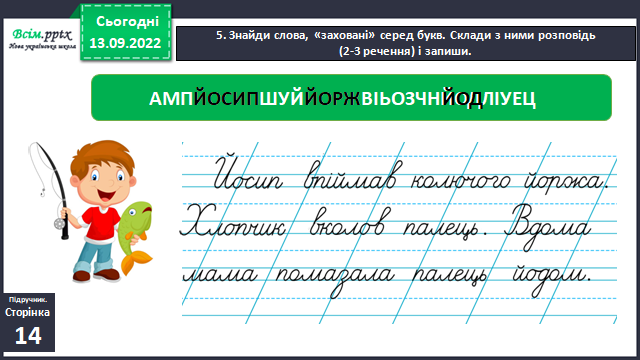 Всім.pptx
Нова українська школа
Сьогодні
13.09.2022
5. Знайди слова, «заховані» серед букв. Склади з ними розповідь
(2-3 речення) і запиши.
АМПЙОСИПШУЙЙОРЖВІЬОЗЧНЙОДЛІУЕЦ
Йосип впіймав колючого йоржа.
Хлопчик вколов палець. Вдома
мама помазала палець йодом.
Підручник.
Сторінка
14